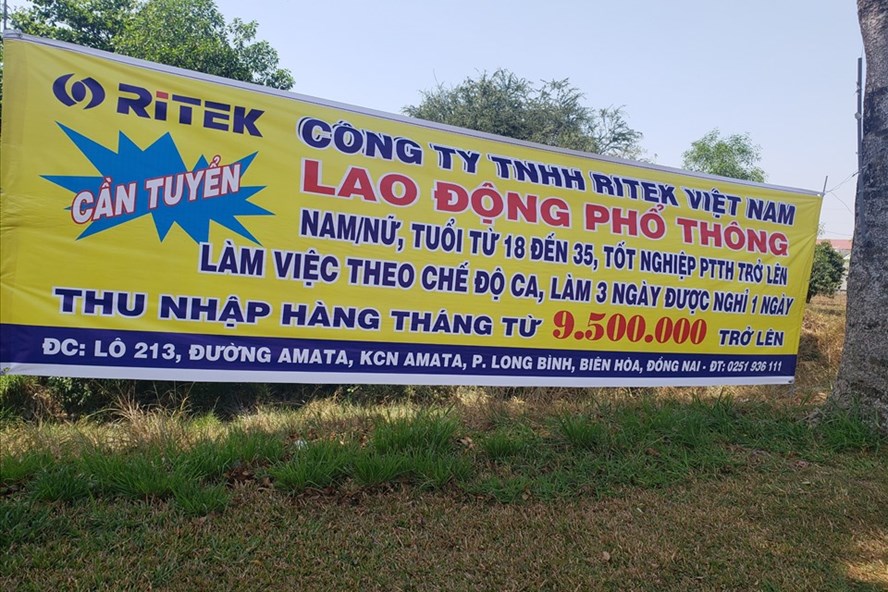 RiTEK
CẦN TUYỂN
CÔNG TY TNHH RITEK VIỆT NAM
LAO ĐỘNG PHỔ THÔNG
NAM/NỮ, TUỔI TỪ 18 ĐẾN 35, TỐT NGHIỆP PTTH TRỞ LÊN
LÀM VIỆC THEO CHẾ ĐỘ CA, LÀM 3 NGÀY ĐƯỢC NGHỈ 1 NGÀY
THU NHẬP HÀNG THÁNG TỪ 9.500.000 TRỞ LÊN
ĐC: LÔ 213, ĐƯỜNG AMATA, KCN AMATA, P. LONG BÌNH, BIÊN HÒA, ĐỒNG NAI - ĐT: 0251 936 111